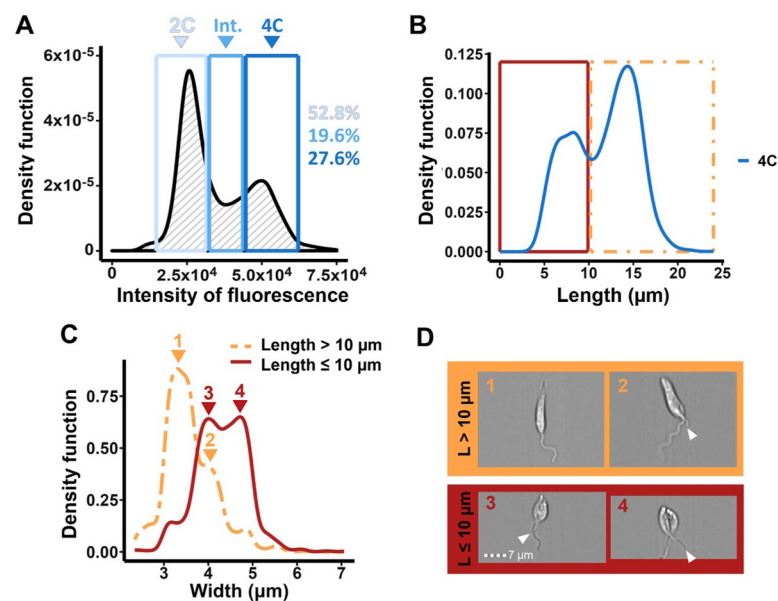 A
2C
Int.
4C
Density function
6x10-5
4x10-5
2x10-5
0
52.8%
19.6%
27.6%
0
2.5x10⁴
5.0x10⁴
7.5x10⁴
Intensity of fluorescence
B
Density function
0.125
0.100
0.075
0.050
0.025
0.000
4C
0
5
10
15
20
25
Length (µm)
C
1
Length > 10 µm
Length ≤ 10 µm
3
4
2
Density function
0.75
0.50
0.25
0.00
3
4
5
6
7
Width (µm)
D
L > 10 µm
1
2
L ≤ 10 µm
3
4
7 µm